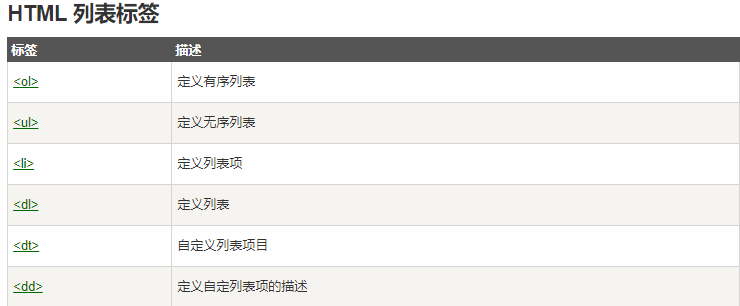 HTML 列表标签
标签 描述
<ol> 定义有序列表
<ul> 定义无序列表
<li> 定义列表项
<dl> 定义列表
<dt> 自定义列表项目
<dd> 定义自定列表项的描述